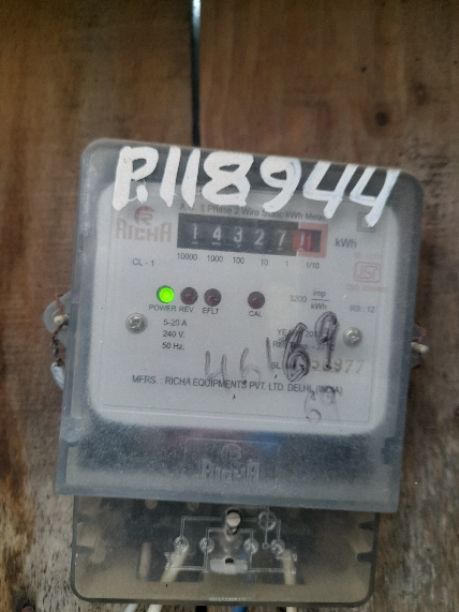 P.118944
1 Phase 2 Wire Static kWh Meter
RICHA
14327
kWh
10000 1000 100 10 1 1/10
CL - 1
ISI
POWER REV EFLT CAL
3200 imp/kWh
5-20 A
240 V.
50 Hz.
MFRS. : RICHA EQUIPMENTS PVT. LTD. DELHI (INDIA)
RICHA